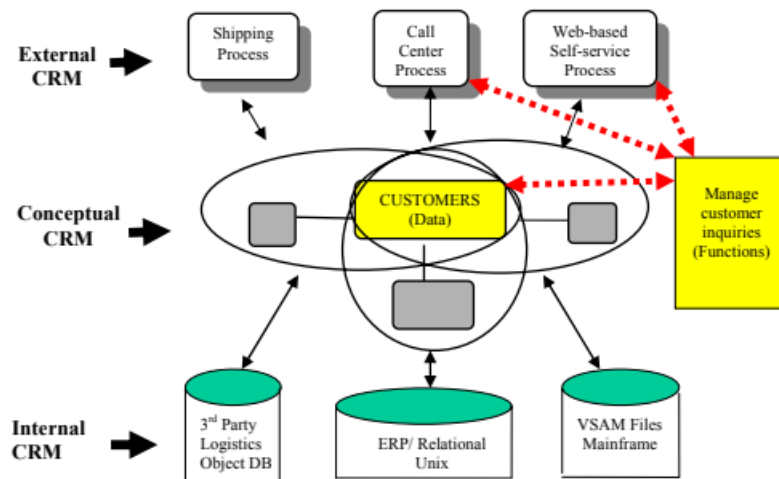 External
CRM
Shipping
Process
Call
Center
Process
Web-based
Self-service
Process
Conceptual
CRM
CUSTOMERS
(Data)
Manage
customer
inquiries
(Functions)
Internal
CRM
3rd Party
Logistics
Object DB
ERP/ Relational
Unix
VSAM Files
Mainframe